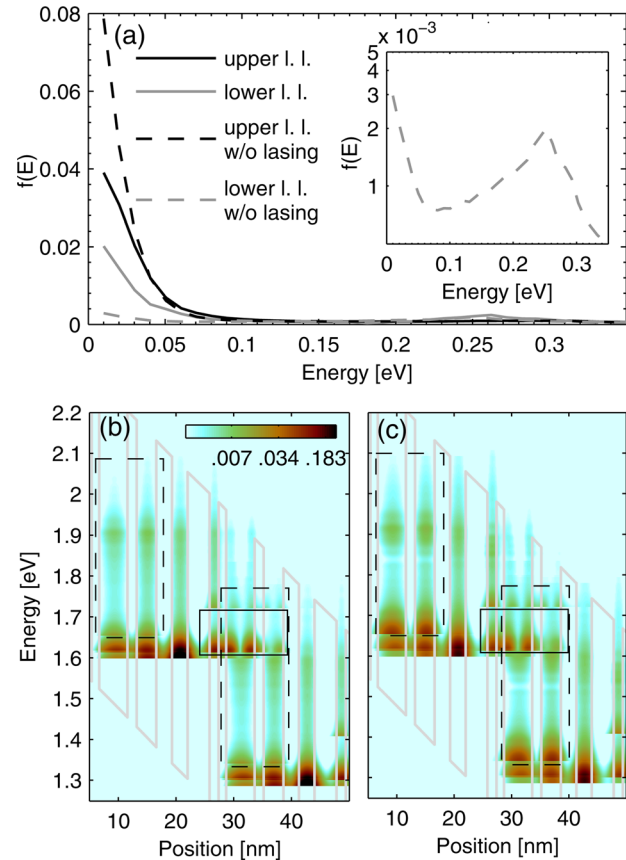 (a)
upper l. l.
lower l. l.
upper l. l.
w/o lasing
lower l. l.
w/o lasing
f(E)
0.08
0.06
0.04
0.02
0
0 0.05 0.1 0.15 0.2 0.25 0.3
Energy [eV]
× 10⁻³
5
4
3
2
1
f(E)
0 0.1 0.2 0.3
Energy [eV]
(b)
.007 .034 .183
(c)
Energy [eV]
2.2
2.1
2
1.9
1.8
1.7
1.6
1.5
1.4
1.3
10 20 30 40
Position [nm]
10 20 30 40
Position [nm]